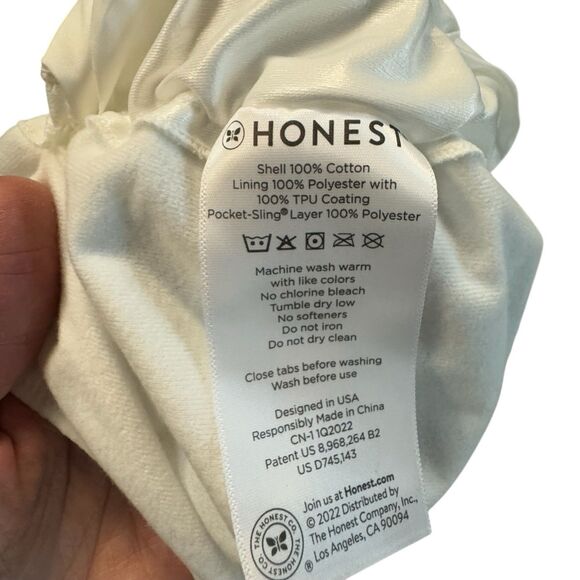 HONEST
Shell 100% Cotton
Lining 100% Polyester with
100% TPU Coating
Pocket-Sling® Layer 100% Polyester
Machine wash warm
with like colors
No chlorine bleach
Tumble dry low
No softeners
Do not iron
Do not dry clean
Close tabs before washing
Wash before use
Designed in USA
Responsibly Made in China
CN-1 1Q2022
Patent US 8,968,264 B2
US D745,143
Join us at Honest.com
© 2022 Distributed by
The Honest Company, Inc.,
Los Angeles, CA 90094
THE HONEST CO. THE HONEST CO.
®